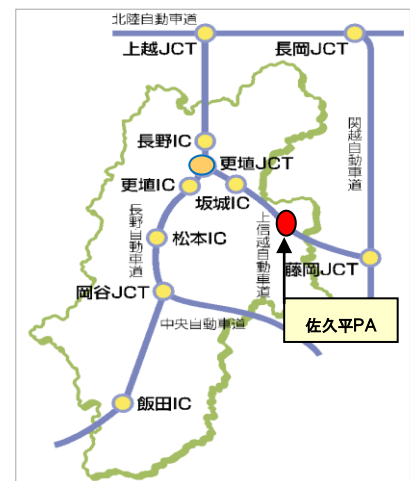 北陸自動車道
上越JCT
長岡JCT
関越自動車道
長野IC
更埴JCT
更埴IC
坂城IC
長野自動車道
上信越自動車道
松本IC
藤岡JCT
岡谷JCT
佐久平PA
中央自動車道
飯田IC